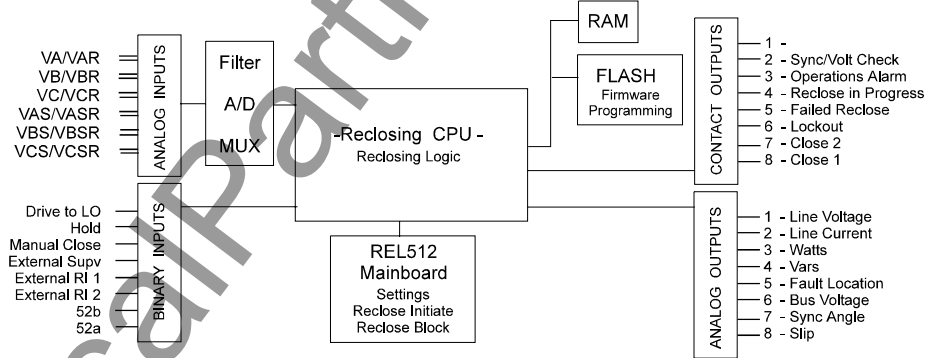 VA/VAR
VB/VBR
VC/VCR
VAS/VASR
VBS/VBSR
VCS/VCSR
ANALOG INPUTS
Filter
A/D
MUX
Drive to LO
Hold
Manual Close
External Supv
External RI 1
External RI 2
52b
52a
BINARY INPUTS
-Reclosing CPU -
Reclosing Logic
REL512
Mainboard
Settings
Reclose Initiate
Reclose Block
RAM
FLASH
Firmware
Programming
CONTACT OUTPUTS
1 -
2 - Sync/Volt Check
3 - Operations Alarm
4 - Reclose in Progress
5 - Failed Reclose
6 - Lockout
7 - Close 2
8 - Close 1
ANALOG OUTPUTS
1 - Line Voltage
2 - Line Current
3 - Watts
4 - Vars
5 - Fault Location
6 - Bus Voltage
7 - Sync Angle
8 - Slip
calPart